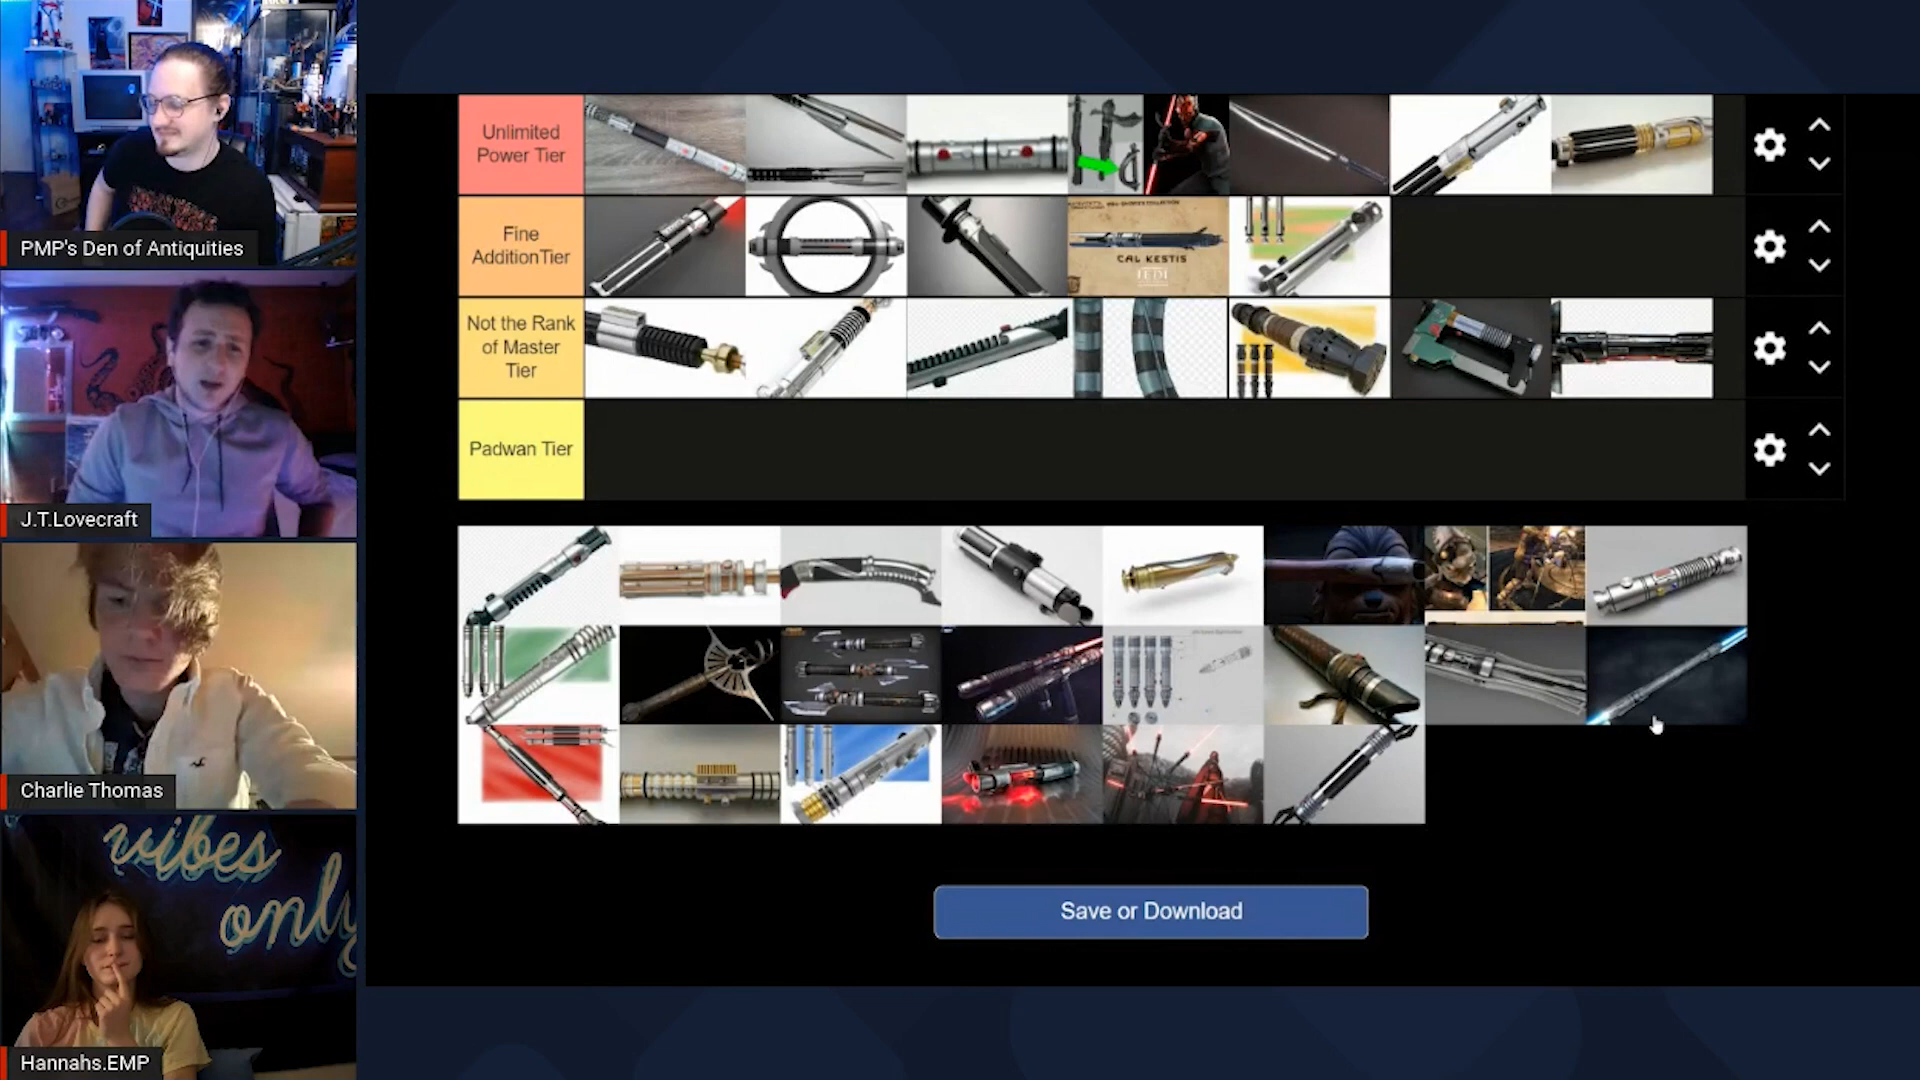 PMP's Den of Antiquities
J.T.Lovecraft
Charlie Thomas
vibes
only
Hannahs.EMP
Unlimited
Power Tier
Fine
AdditionTier
CAL KESTIS
JEDI
Not the Rank
of Master
Tier
Padwan Tier
Save or Download